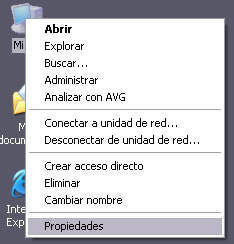 Mi
Abrir
Explorar
Buscar...
Administrar
Analizar con AVG
M
docum
Conectar a unidad de red...
Desconectar de unidad de red...
Crear acceso directo
Eliminar
Cambiar nombre
Inte
Exp
Propiedades